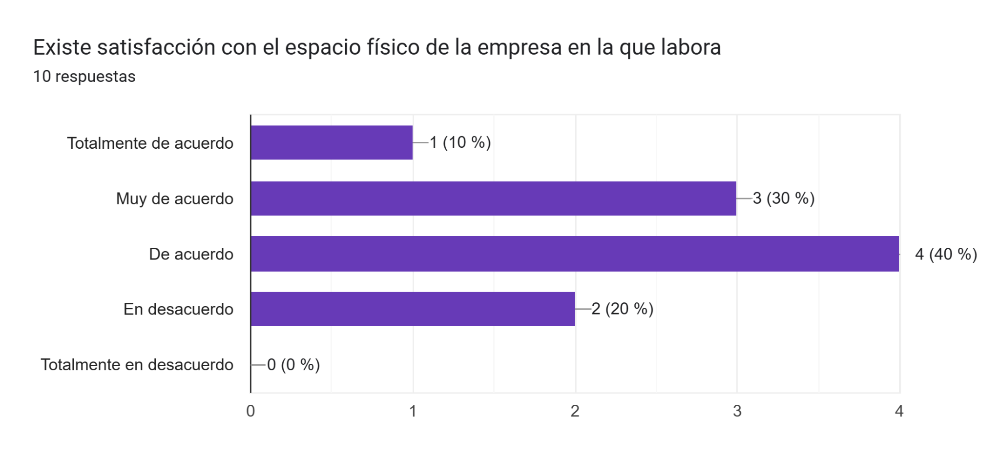 Existe satisfacción con el espacio físico de la empresa en la que labora
10 respuestas
Totalmente de acuerdo
1 (10 %)
Muy de acuerdo
3 (30 %)
De acuerdo
4 (40 %)
En desacuerdo
2 (20 %)
Totalmente en desacuerdo
0 (0 %)
0 1 2 3 4